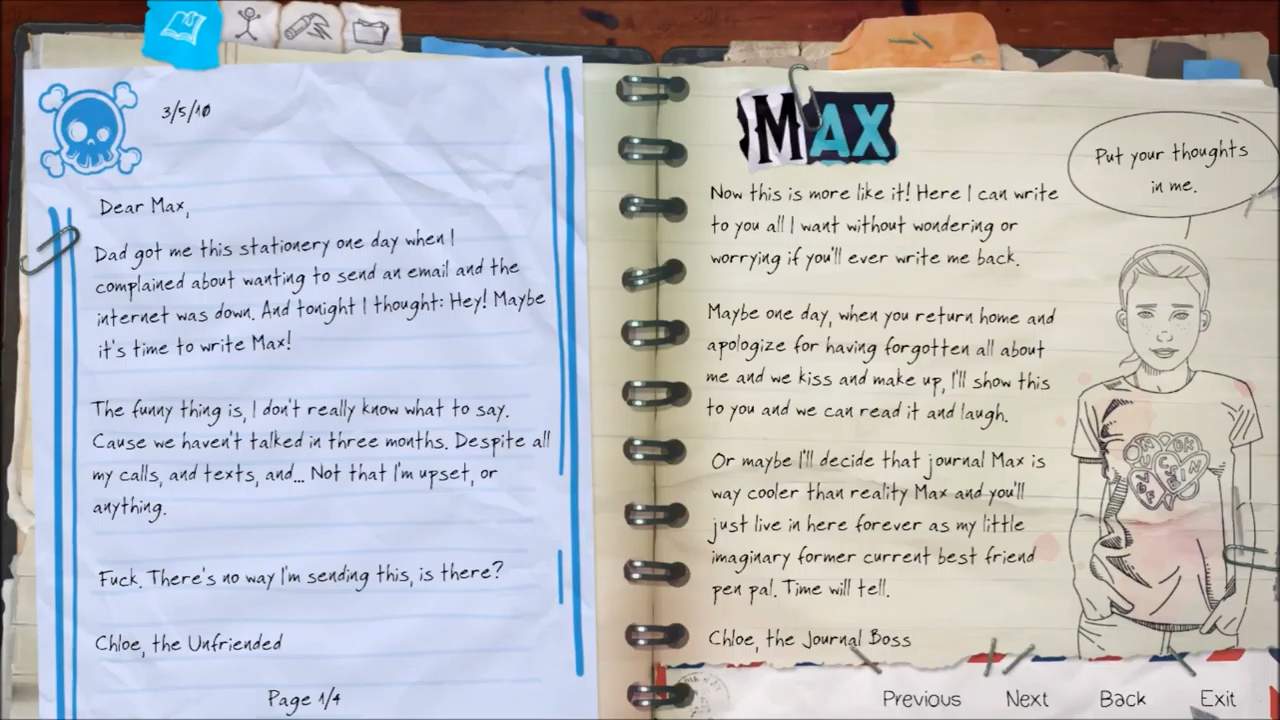 3/5/10
Dear Max,
Dad got me this stationery one day when I
complained about wanting to send an email and the
internet was down. And tonight I thought: Hey! Maybe
it's time to write Max!
The funny thing is, I don't really know what to say.
Cause we haven't talked in three months. Despite all
my calls, and texts, and... Not that I'm upset, or
anything.
Fuck. There's no way I'm sending this, is there?
Chloe, the Unfriended
Page 1/4
MAX
Now this is more like it! Here I can write
to you all I want without wondering or
worrying if you'll ever write me back.
Maybe one day, when you return home and
apologize for having forgotten all about
me and we kiss and make up, I'll show this
to you and we can read it and laugh.
Or maybe I'll decide that journal Max is
way cooler than reality Max and you'll
just live in here forever as my little
imaginary former current best friend
pen pal. Time will tell.
Chloe, the Journal Boss
Put your thoughts
in me.
Previous
Next
Back
Exit